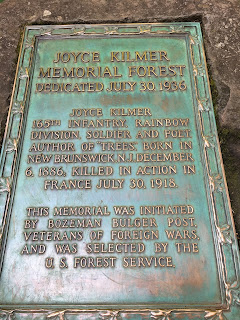 JOYCE KILMER
MEMORIAL FOREST
DEDICATED JULY 30, 1936
JOYCE KILMER
165TH INFANTRY, RAINBOW
DIVISION, SOLDIER AND POET,
AUTHOR OF "TREES", BORN IN
NEW BRUNSWICK, N.J. DECEMBER
6, 1886, KILLED IN ACTION IN
FRANCE JULY 30, 1918.
THIS MEMORIAL WAS INITIATED
BY BOZEMAN BULGER POST,
VETERANS OF FOREIGN WARS,
AND WAS SELECTED BY THE
U. S. FOREST SERVICE